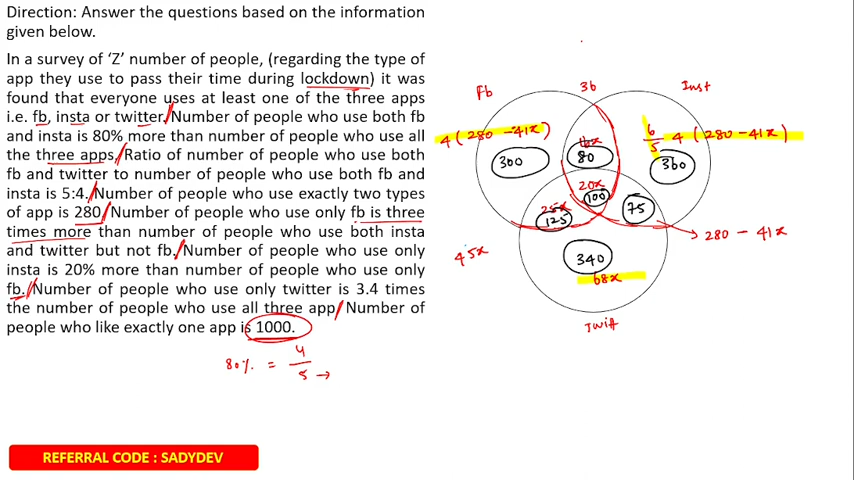 Direction: Answer the questions based on the information
given below.
In a survey of 'Z' number of people, (regarding the type of
app they use to pass their time during lockdown) it was
found that everyone uses at least one of the three apps
i.e. fb, insta or twitter. Number of people who use both fb
and insta is 80% more than number of people who use all
the three apps. Ratio of number of people who use both
fb and twitter to number of people who use both fb and
insta is 5:4. Number of people who use exactly two types
of app is 280. Number of people who use only fb is three
times more than number of people who use both insta
and twitter but not fb. Number of people who use only
insta is 20% more than number of people who use only
fb. Number of people who use only twitter is 3.4 times
the number of people who use all three app. Number of
people who like exactly one app is 1000.
80% = 4/5 →
Fb
36
Inst
4(280 - 41x)
6/5 4(280 - 41x)
16x
300
80
360
20x
100
25x
125
75
280 - 41x
45x
340
68x
Twitt
REFERRAL CODE : SADYDEV